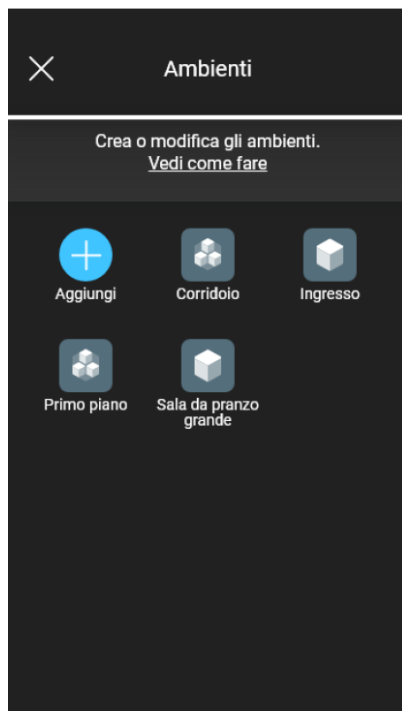 Ambienti
Crea o modifica gli ambienti.
Vedi come fare
Aggiungi
Corridoio
Ingresso
Primo piano
Sala da pranzo
grande